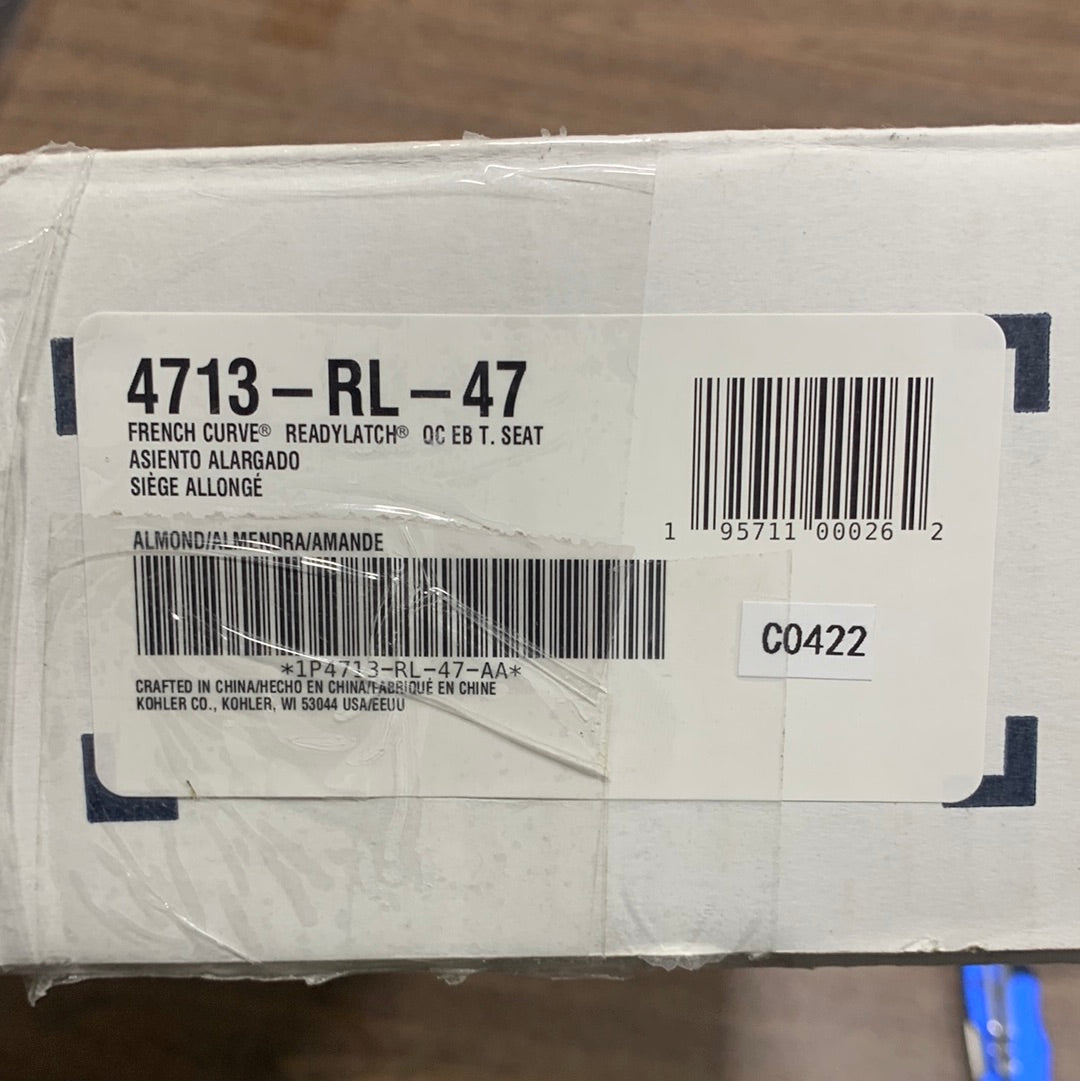 4713-RL-47
FRENCH CURVE® READYLATCH® QC EB T. SEAT
ASIENTO ALARGADO
SIÈGE ALLONGÉ
1 95711 00026 2
ALMOND/ALMENDRA/AMANDE
C0422
*1P4713-RL-47-AA*
CRAFTED IN CHINA/HECHO EN CHINA/FABRIQUÉ EN CHINE
KOHLER CO., KOHLER, WI 53044 USA/EEUU